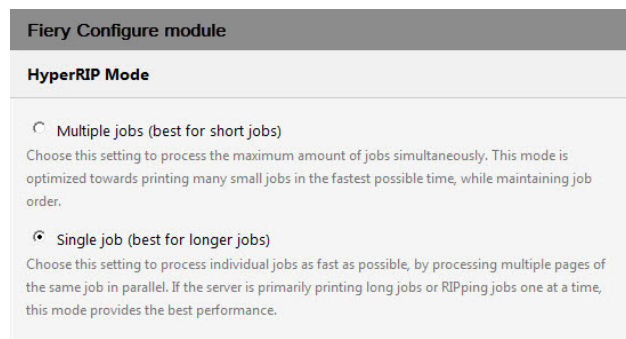 Fiery Configure module
HyperRIP Mode
Multiple jobs (best for short jobs)
Choose this setting to process the maximum amount of jobs simultaneously. This mode is
optimized towards printing many small jobs in the fastest possible time, while maintaining job
order.
Single job (best for longer jobs)
Choose this setting to process individual jobs as fast as possible, by processing multiple pages of
the same job in parallel. If the server is primarily printing long jobs or RIPping jobs one at a time,
this mode provides the best performance.